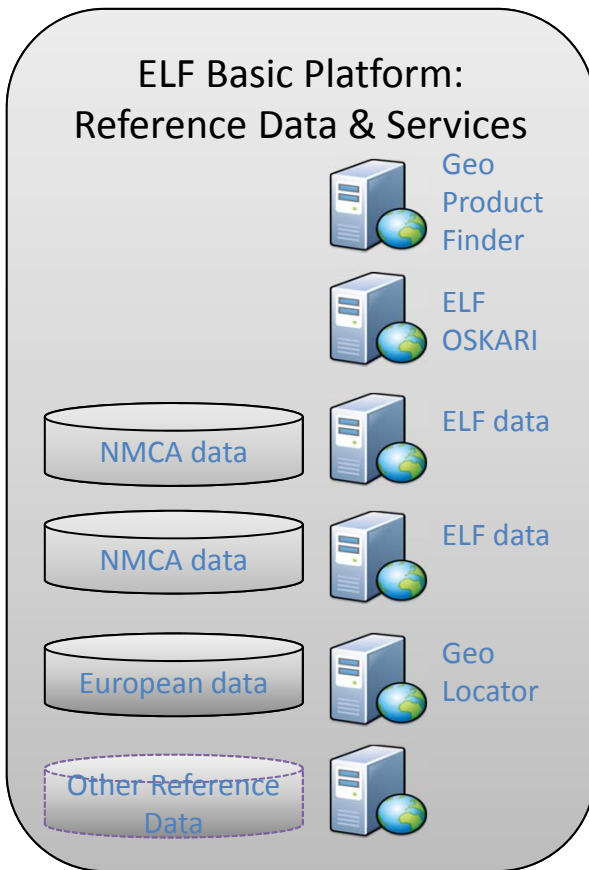 ELF Basic Platform:
Reference Data & Services
Geo
Product
Finder
ELF
OSKARI
NMCA data
ELF data
NMCA data
ELF data
European data
Geo
Locator
Other Reference
Data